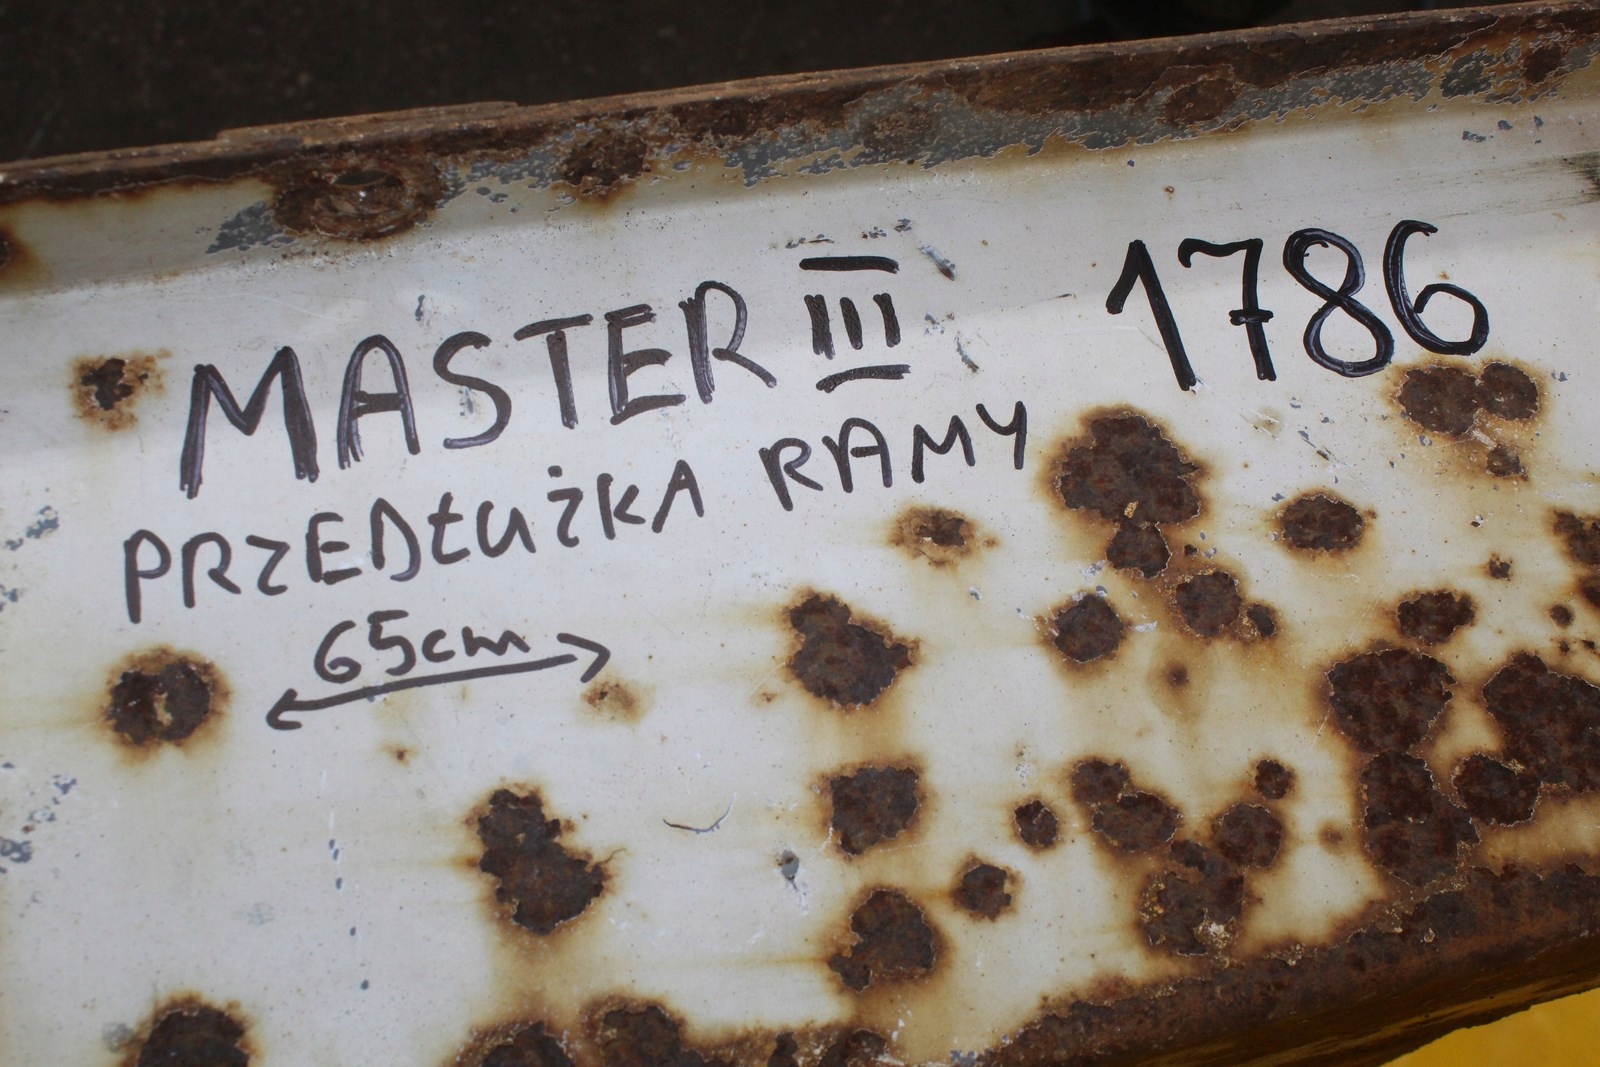 MASTER III 1786
PRZEDŁUŻKA RAMY
65cm